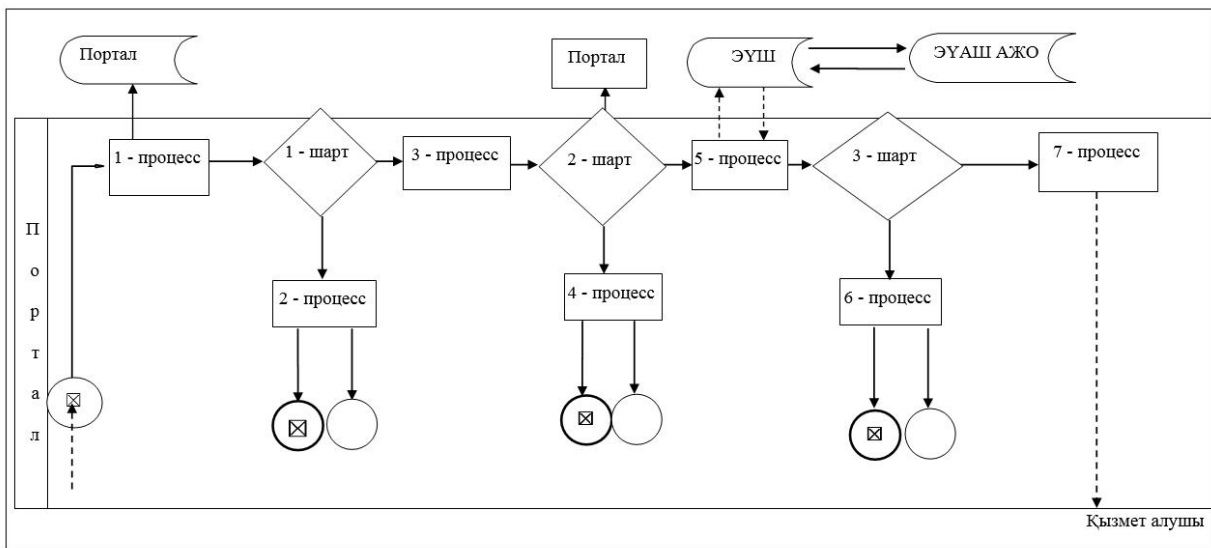 Портал
Портал
ЭҮШ
ЭҮАШ АЖО
1 - процесс
1 - шарт
3 - процесс
2 - шарт
5 - процесс
3 - шарт
7 - процесс
Портал
2 - процесс
4 - процесс
6 - процесс
Қызмет алушы